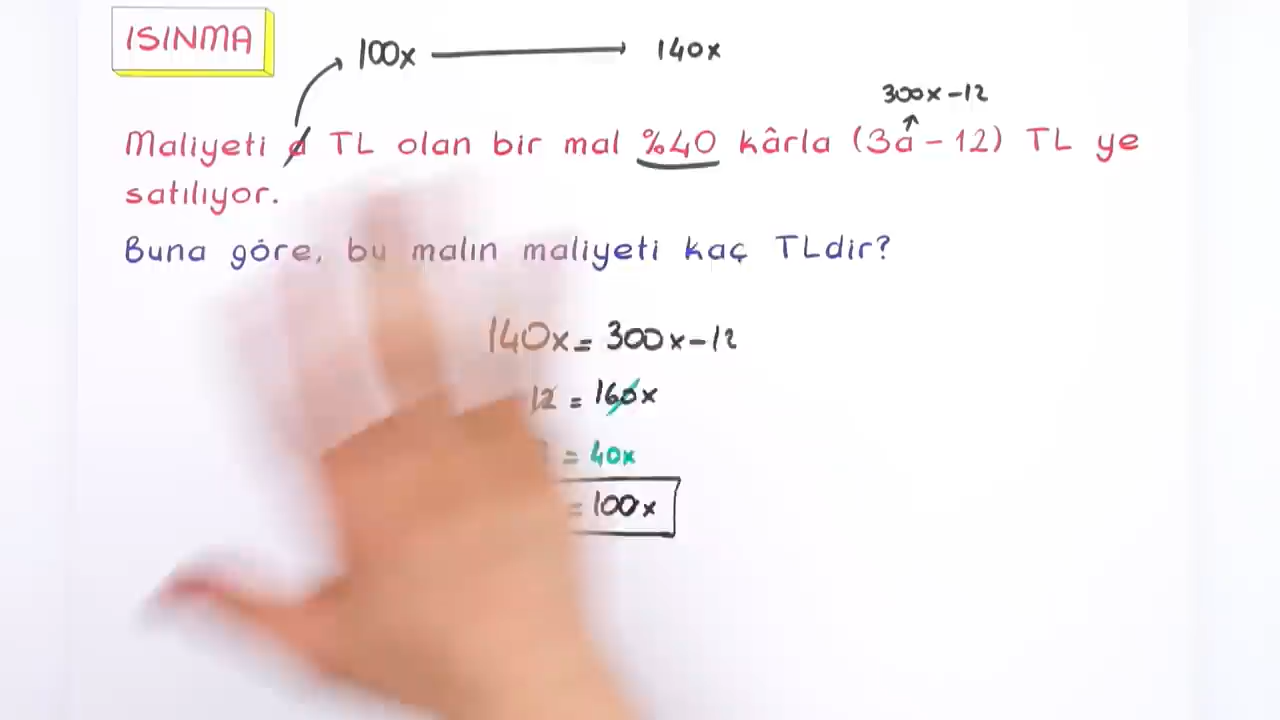 ISINMA
100x 140x
300x-12
Maliyeti a TL olan bir mal %40 kârla (3a-12) TL ye
satılıyor.
Buna göre, bu malın maliyeti kaç TLdir?
140x = 300x-12
12 = 160x
= 40x
= 100x